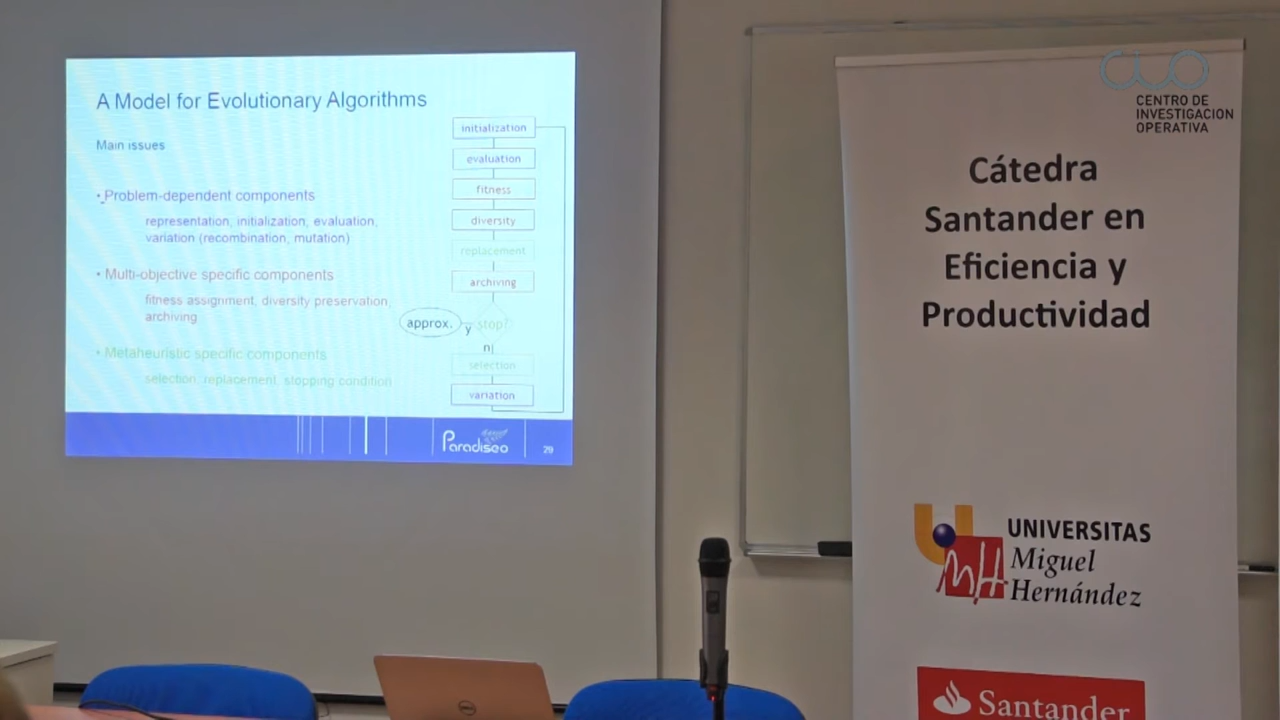 A Model for Evolutionary Algorithms
Main issues
• Problem-dependent components
representation, initialization, evaluation,
variation (recombination, mutation)
• Multi-objective specific components
fitness assignment, diversity preservation,
archiving
• Metaheuristic specific components
selection, replacement, stopping condition
initialization
evaluation
fitness
diversity
replacement
archiving
approx.
y
stop?
n
selection
variation
Paradiseo
29
CIO
CENTRO DE
INVESTIGACION
OPERATIVA
Cátedra
Santander en
Eficiencia y
Productividad
UNIVERSITAS
Miguel
Hernández
Santander
DELL